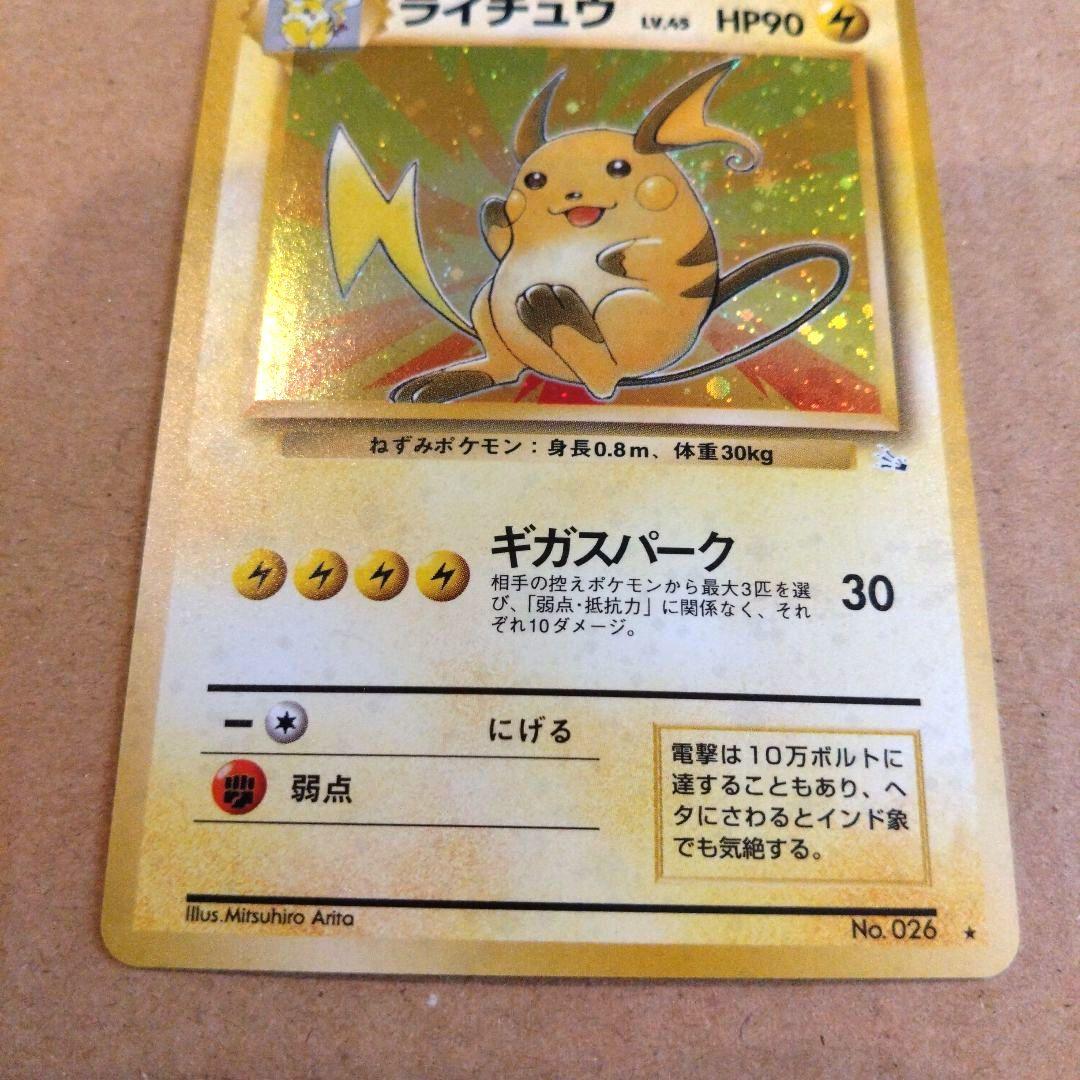 ライチュウ LV.45 HP90
ねずみポケモン：身長0.8m、体重30kg
ギガスパーク
相手の控えポケモンから最大3匹を選
び、「弱点・抵抗力」に関係なく、それ
ぞれ10ダメージ。
30
にげる
弱点
電撃は10万ボルトに
達することもあり、ヘ
タにさわるとインド象
でも気絶する。
Illus.Mitsuhiro Arita
No. 026 ★